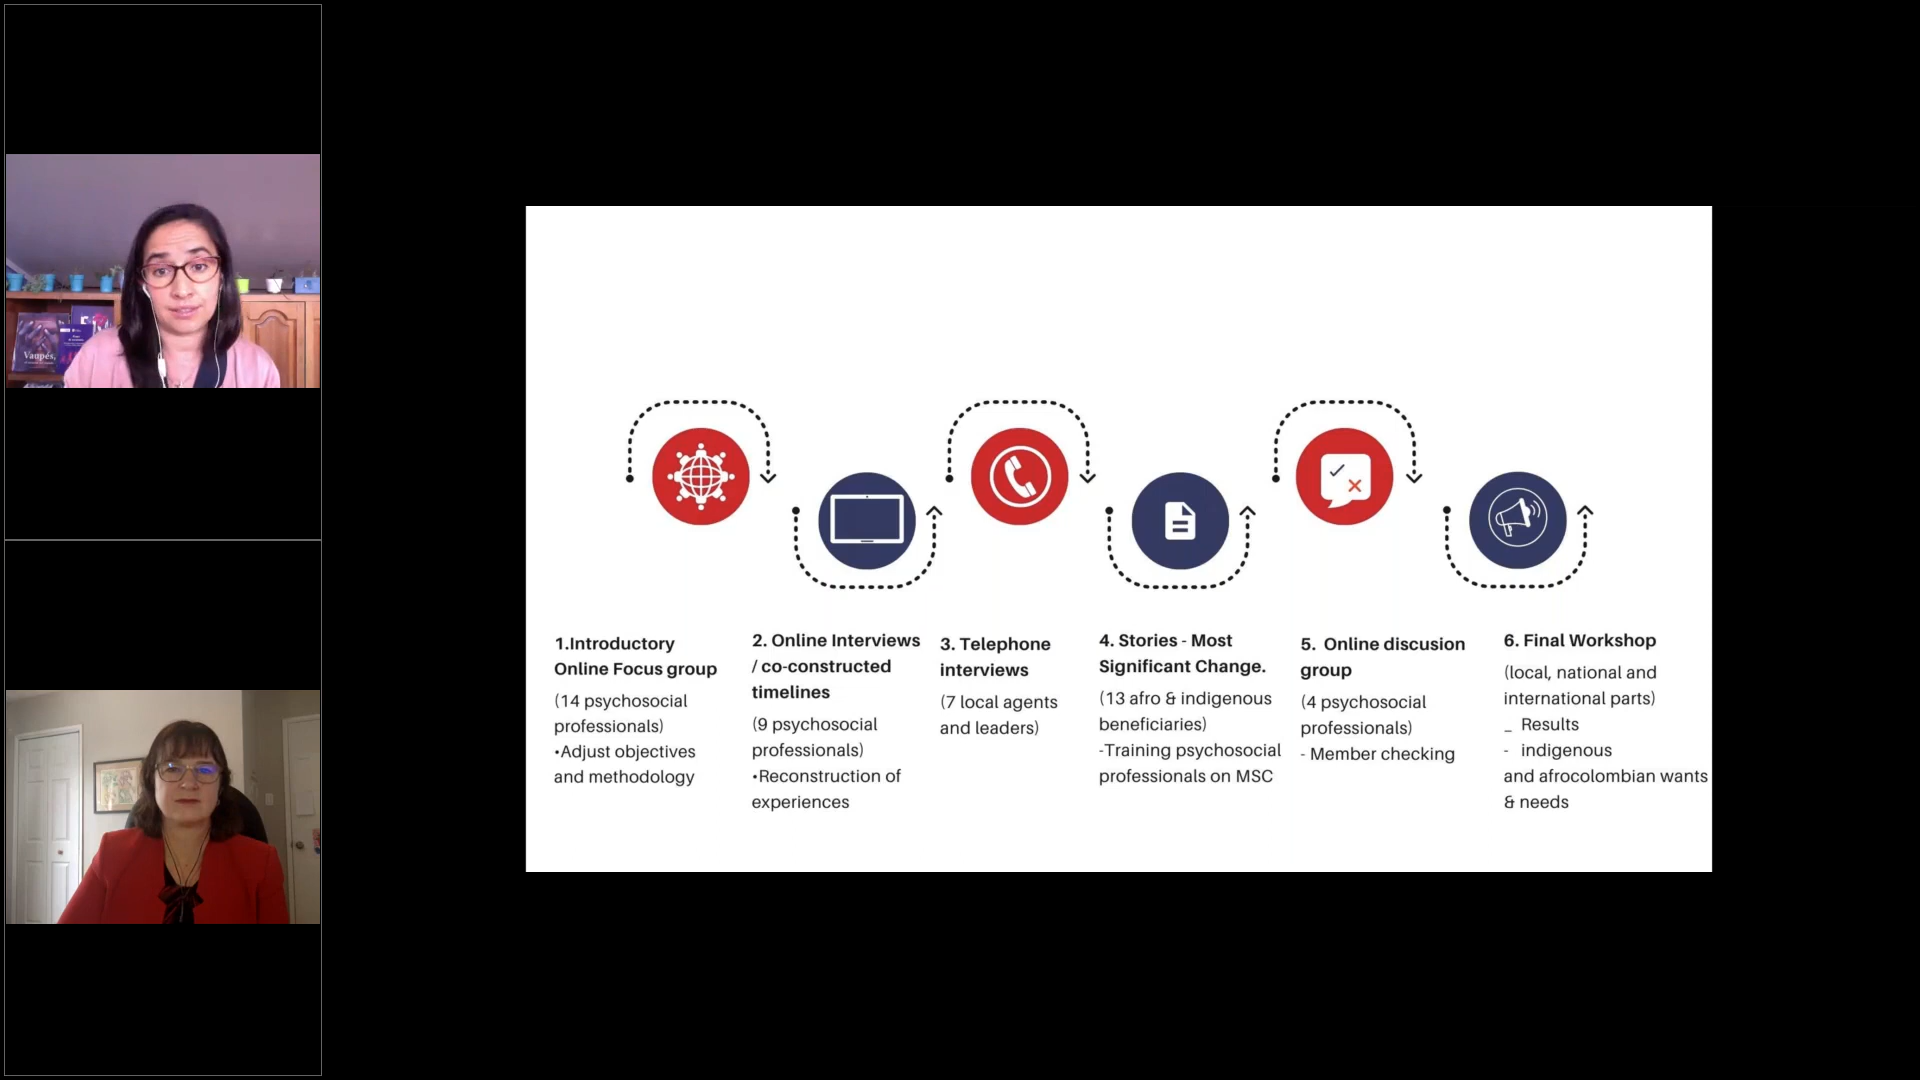 Vaupés,
1.Introductory
Online Focus group
(14 psychosocial
professionals)
•Adjust objectives
and methodology
2. Online Interviews
/ co-constructed
timelines
(9 psychosocial
professionals)
•Reconstruction of
experiences
3. Telephone
interviews
(7 local agents
and leaders)
4. Stories - Most
Significant Change.
(13 afro & indigenous
beneficiaries)
-Training psychosocial
professionals on MSC
5. Online discusion
group
(4 psychosocial
professionals)
- Member checking
6. Final Workshop
(local, national and
international parts)
_ Results
- indigenous
and afrocolombian wants
& needs